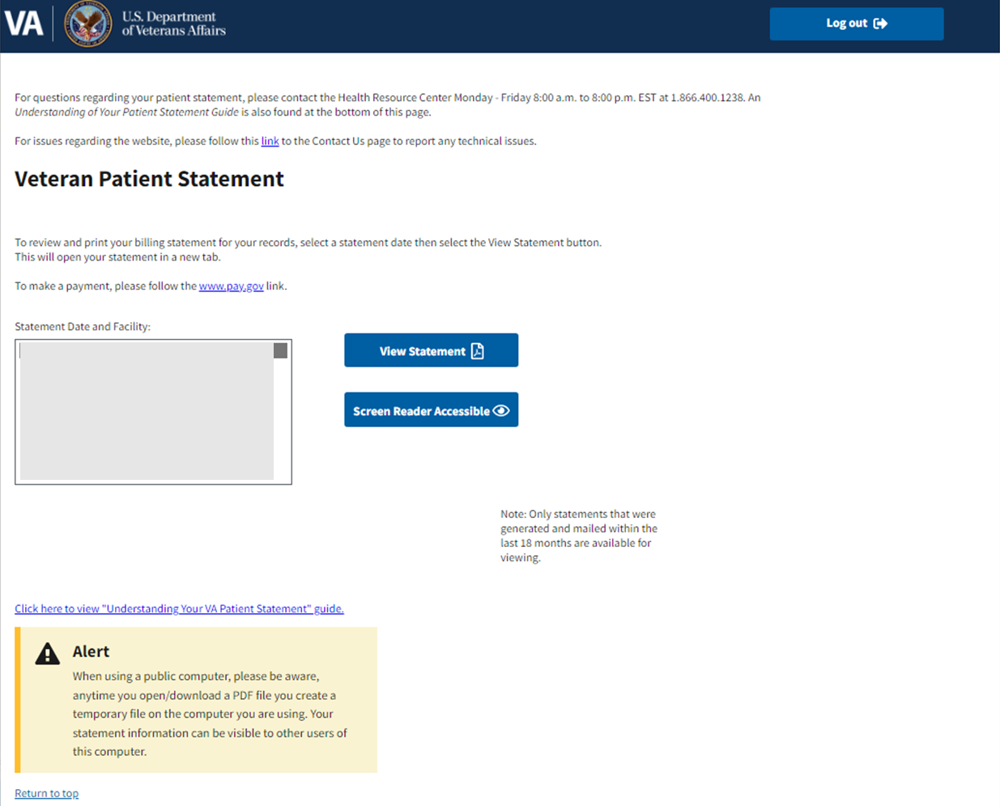 VA
U.S. Department
of Veterans Affairs
Log out
For questions regarding your patient statement, please contact the Health Resource Center Monday - Friday 8:00 a.m. to 8:00 p.m. EST at 1.866.400.1238. An
Understanding of Your Patient Statement Guide is also found at the bottom of this page.
For issues regarding the website, please follow this link to the Contact Us page to report any technical issues.
Veteran Patient Statement
To review and print your billing statement for your records, select a statement date then select the View Statement button.
This will open your statement in a new tab.
To make a payment, please follow the www.pay.gov link.
Statement Date and Facility:
View Statement
Screen Reader Accessible
Note: Only statements that were
generated and mailed within the
last 18 months are available for
viewing.
Click here to view "Understanding Your VA Patient Statement" guide.
Alert
When using a public computer, please be aware,
anytime you open/download a PDF file you create a
temporary file on the computer you are using. Your
statement information can be visible to other users of
this computer.
Return to top